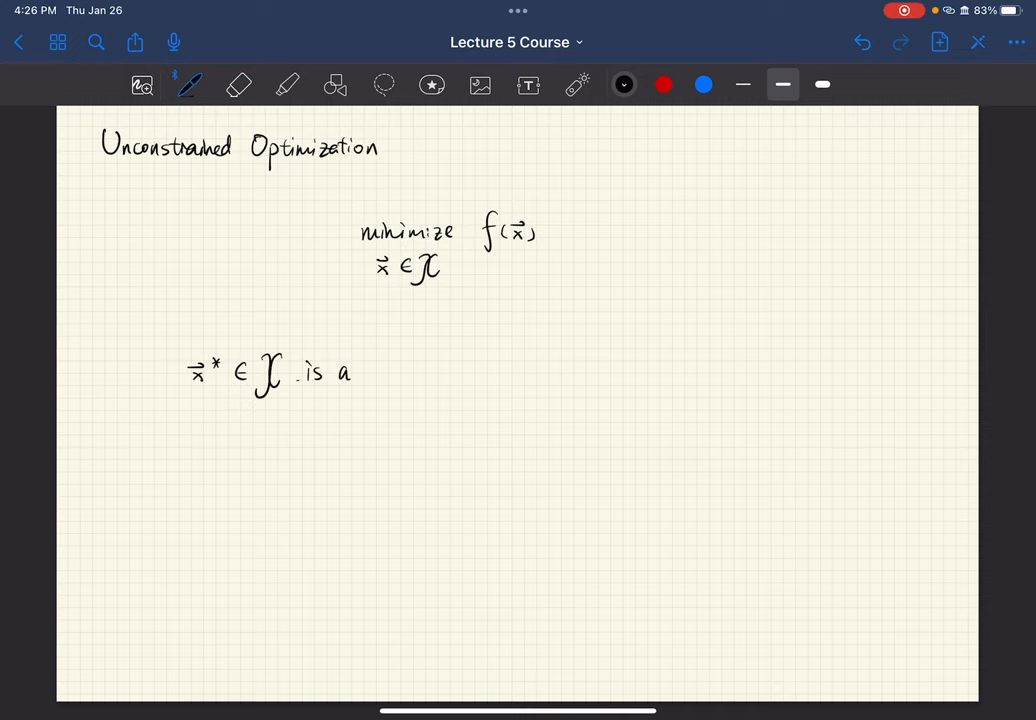 4:26 PM Thu Jan 26
83%
Lecture 5 Course
T
Unconstrained Optimization
minimize f(x⃗)
x⃗ ∈ 𝒳
x⃗* ∈ 𝒳 is a